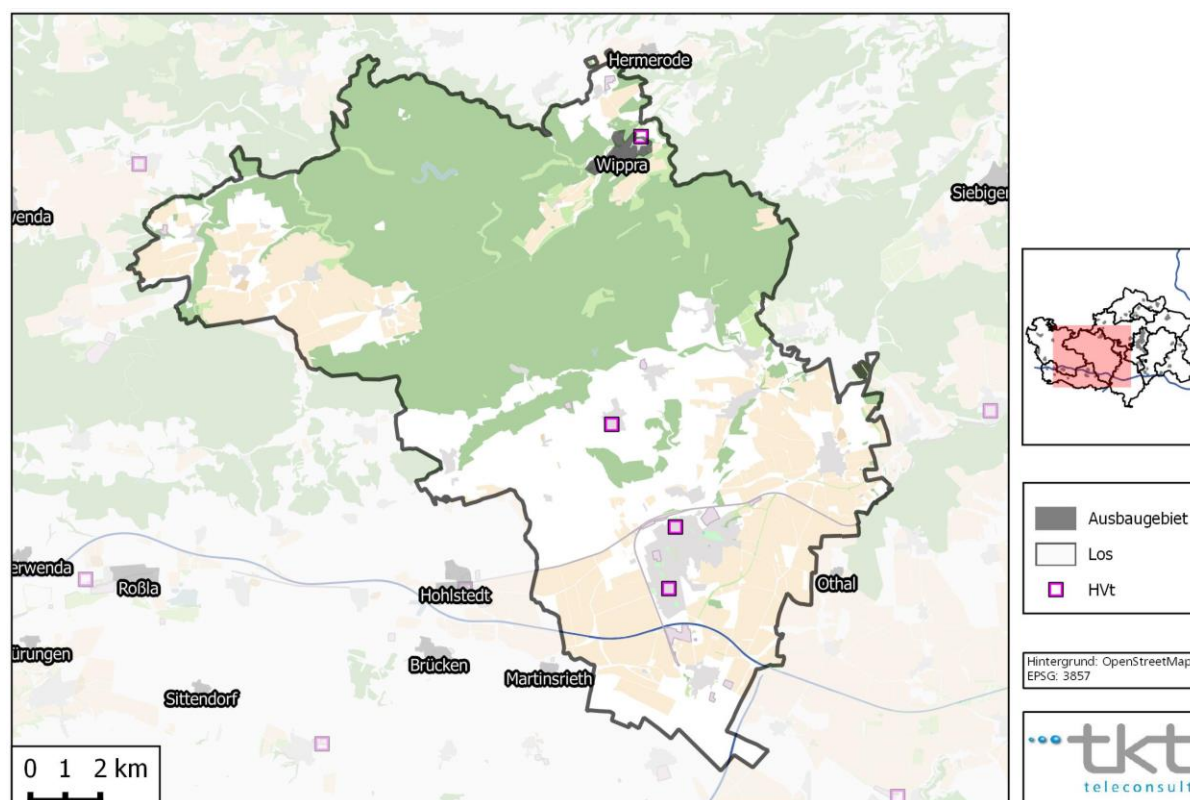 Hermerode
Wippra
Siebiger
venda
erwenda
Roßla
Hohlstedt
Othal
ürungen
Brücken
Martinsrieth
Sittendorf
0 1 2 km
Ausbaugebiet
Los
HVt
Hintergrund: OpenStreetMap
EPSG: 3857
tkt
teleconsult